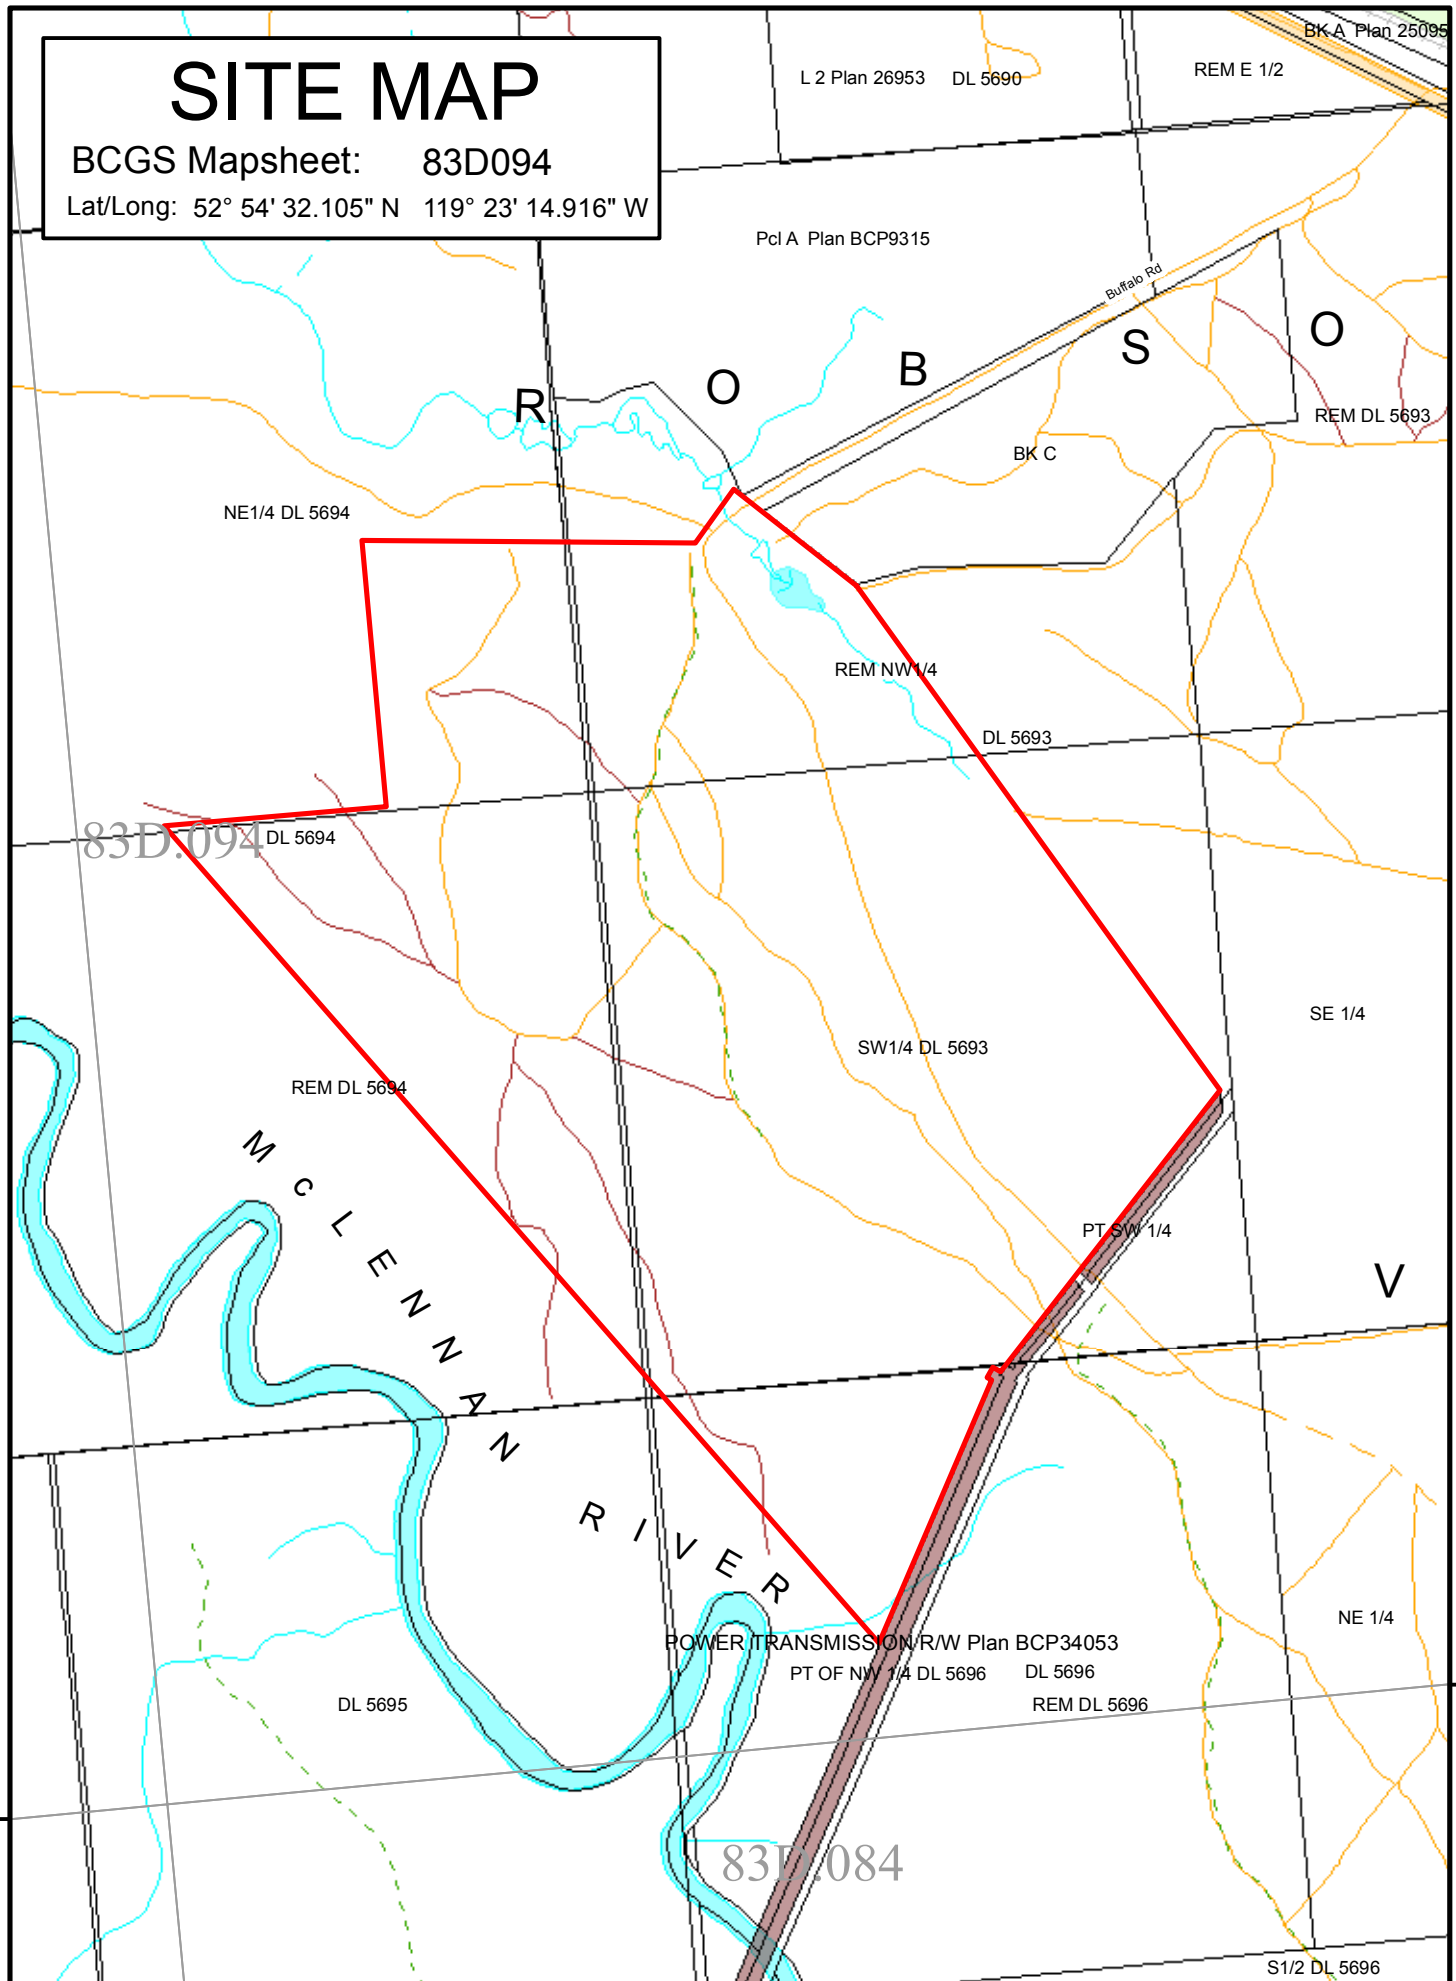 SITE MAP
BCGS Mapsheet: 83D094
Lat/Long: 52° 54' 32.105" N 119° 23' 14.916" W
BK A Plan 25095
L 2 Plan 26953 DL 5690
REM E 1/2
Pcl A Plan BCP9315
Buffalo Rd
R O B S O
V
REM DL 5693
BK C
NE1/4 DL 5694
REM NW1/4
DL 5693
83D.094
DL 5694
SE 1/4
SW1/4 DL 5693
REM DL 5694
McLENNAN RIVER
PT SW 1/4
NE 1/4
POWER TRANSMISSION R/W Plan BCP34053
PT OF NW 1/4 DL 5696 DL 5696
DL 5695
REM DL 5696
83D.084
S1/2 DL 5696